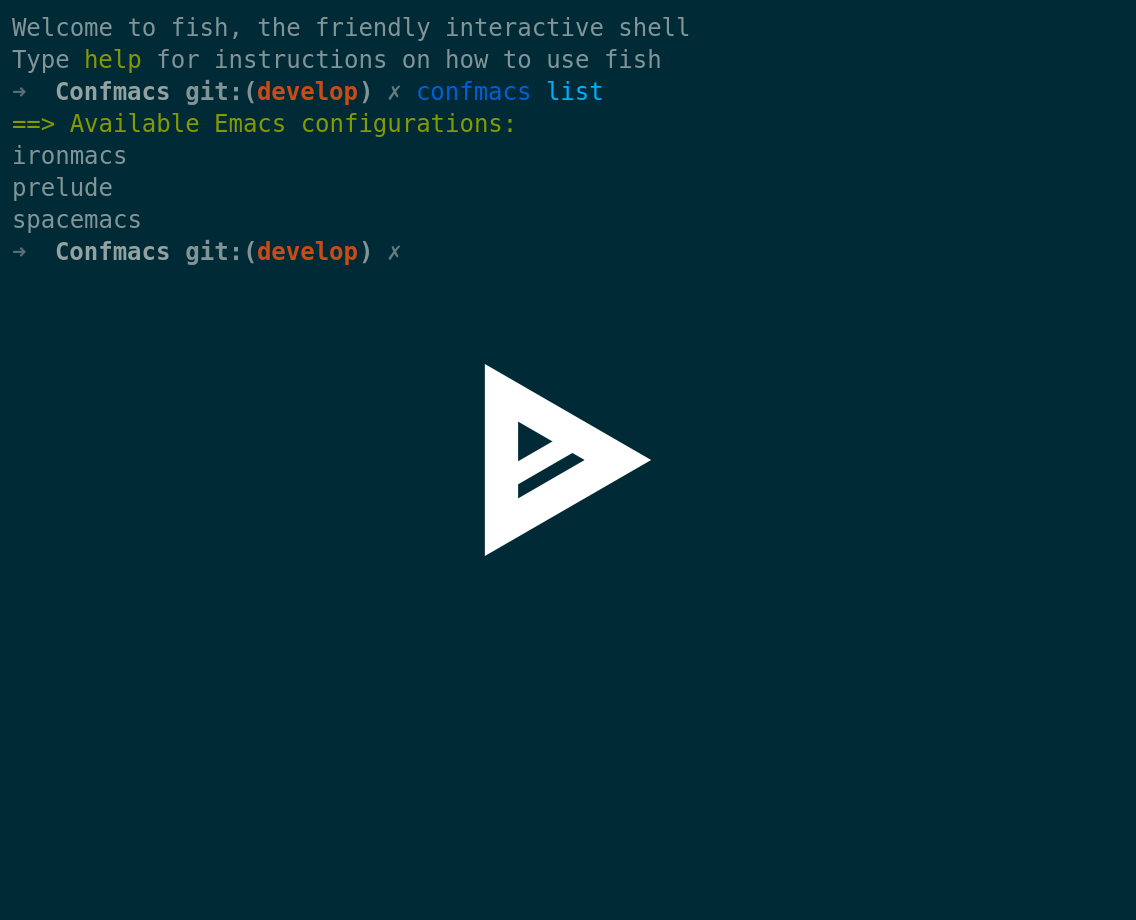 Welcome to fish, the friendly interactive shell
Type help for instructions on how to use fish
➜  Confmacs git:(develop) ✗ confmacs list
==> Available Emacs configurations:
ironmacs
prelude
spacemacs
➜  Confmacs git:(develop) ✗